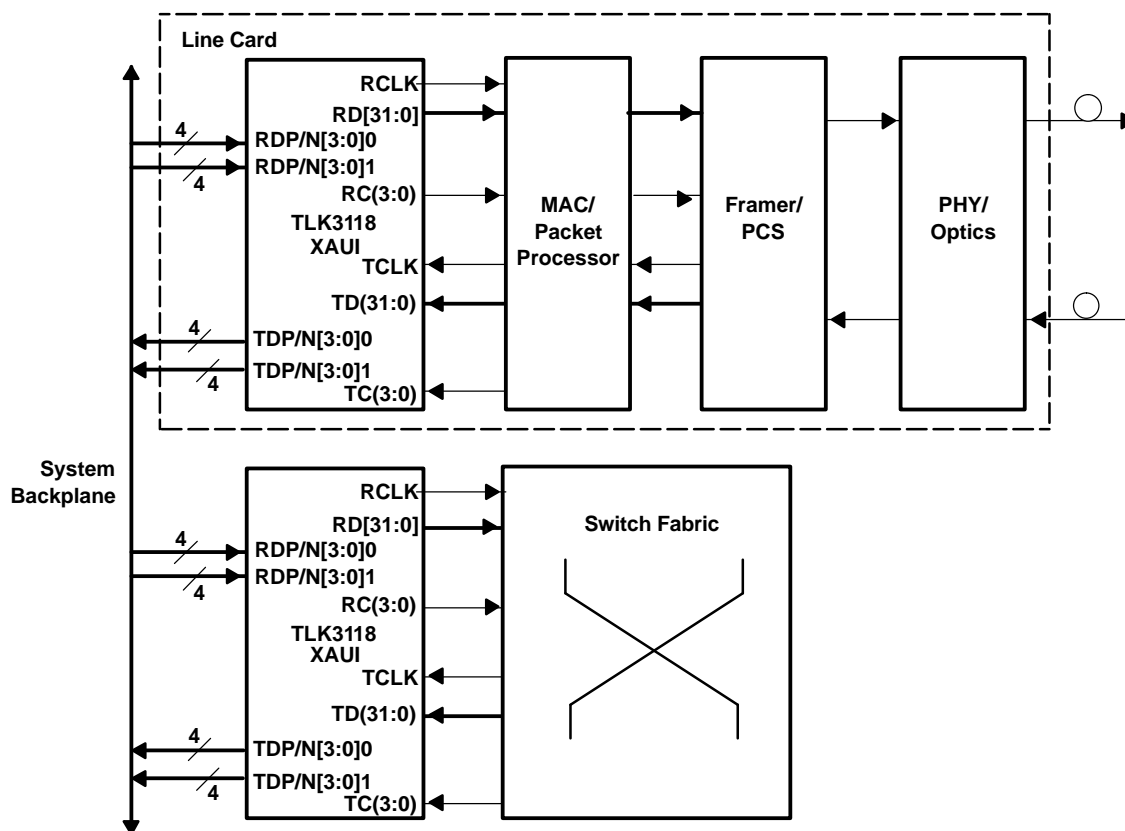 Line Card
RCLK
RD[31:0]
4
RDP/N[3:0]0
RDP/N[3:0]1
4
RC(3:0)
TLK3118
XAUI
TCLK
TD(31:0)
4
TDP/N[3:0]0
TDP/N[3:0]1
4
TC(3:0)
MAC/
Packet
Processor
Framer/
PCS
PHY/
Optics
System
Backplane
RCLK
RD[31:0]
4
RDP/N[3:0]0
RDP/N[3:0]1
4
RC(3:0)
TLK3118
XAUI
TCLK
TD(31:0)
4
TDP/N[3:0]0
TDP/N[3:0]1
4
TC(3:0)
Switch Fabric